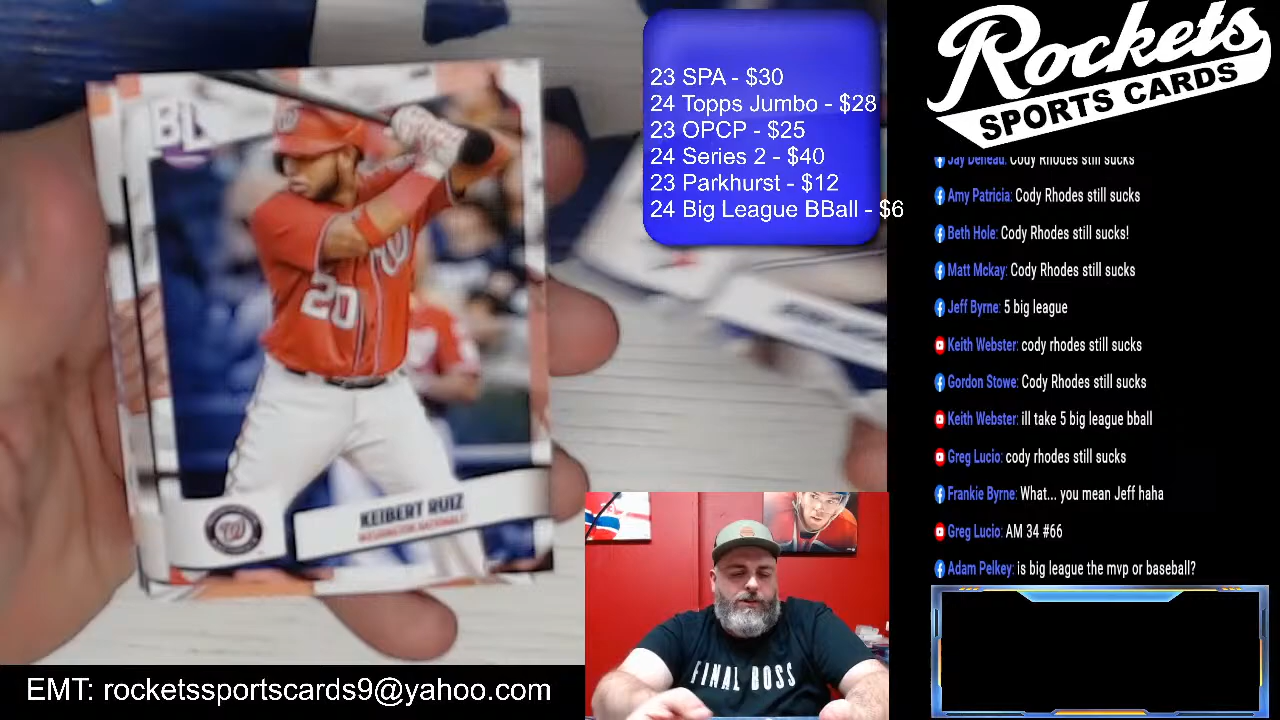 23 SPA - $30
24 Topps Jumbo - $28
23 OPCP - $25
24 Series 2 - $40
23 Parkhurst - $12
24 Big League BBall - $6
Rockets
SPORTS CARDS
Jay Deneau: Cody Rhodes still sucks
Amy Patricia: Cody Rhodes still sucks
Beth Hole: Cody Rhodes still sucks!
Matt Mckay: Cody Rhodes still sucks
Jeff Byrne: 5 big league
Keith Webster: cody rhodes still sucks
Gordon Stowe: Cody Rhodes still sucks
Keith Webster: ill take 5 big league bball
Greg Lucio: cody rhodes still sucks
Frankie Byrne: What... you mean Jeff haha
Greg Lucio: AM 34 #66
Adam Pelkey: is big league the mvp or baseball?
BL
W
20
KEIBERT RUIZ
WASHINGTON NATIONALS
W
FINAL BOSS
EMT: rocketssportscards9@yahoo.com